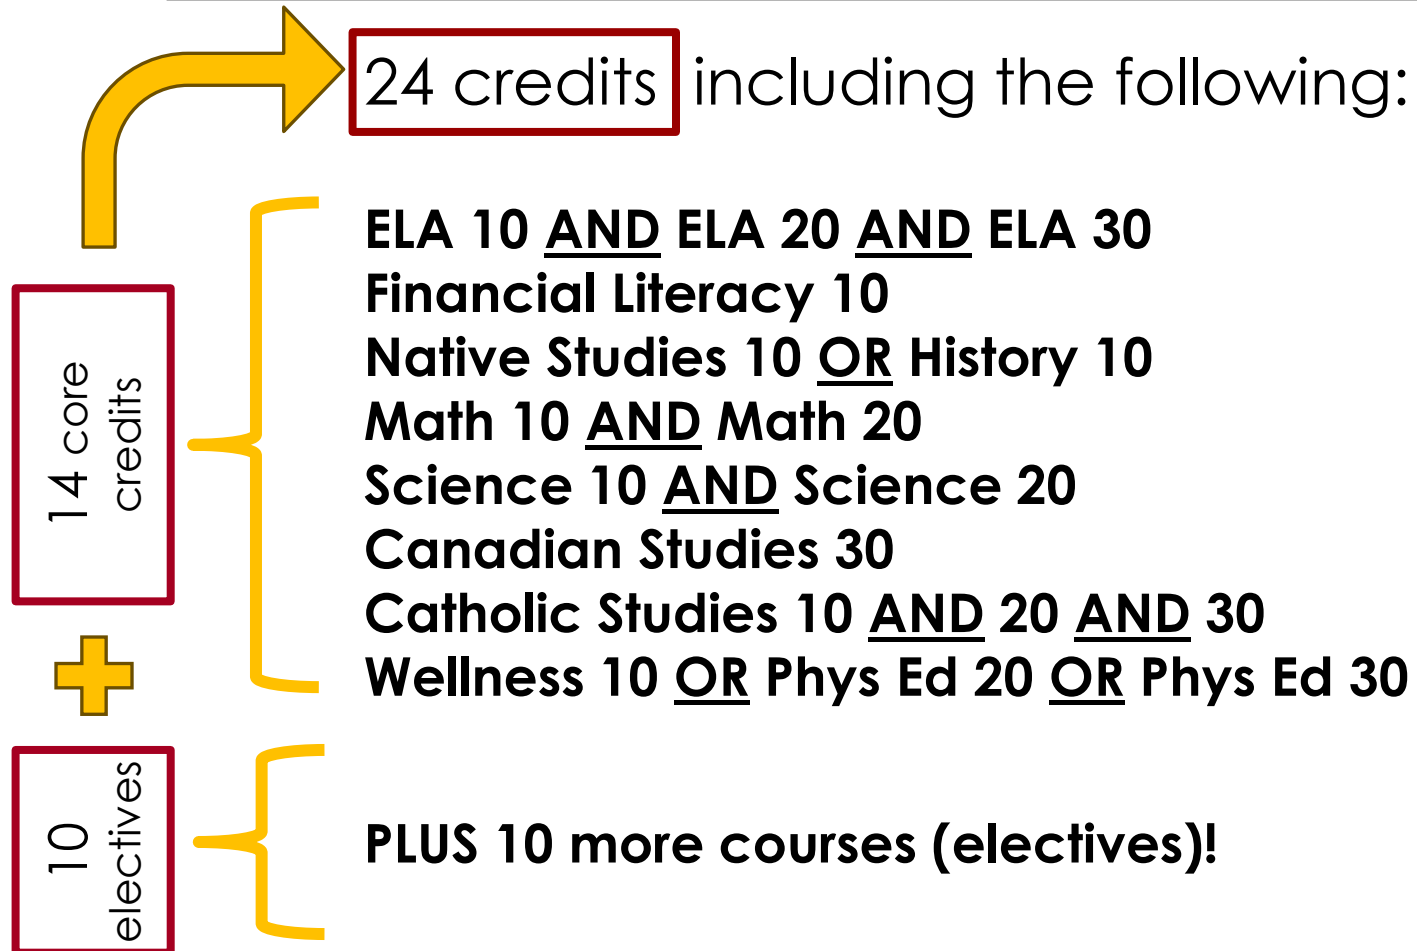 24 credits including the following:
ELA 10 AND ELA 20 AND ELA 30
Financial Literacy 10
Native Studies 10 OR History 10
Math 10 AND Math 20
Science 10 AND Science 20
Canadian Studies 30
Catholic Studies 10 AND 20 AND 30
Wellness 10 OR Phys Ed 20 OR Phys Ed 30
14 core
credits
PLUS 10 more courses (electives)!
10
electives